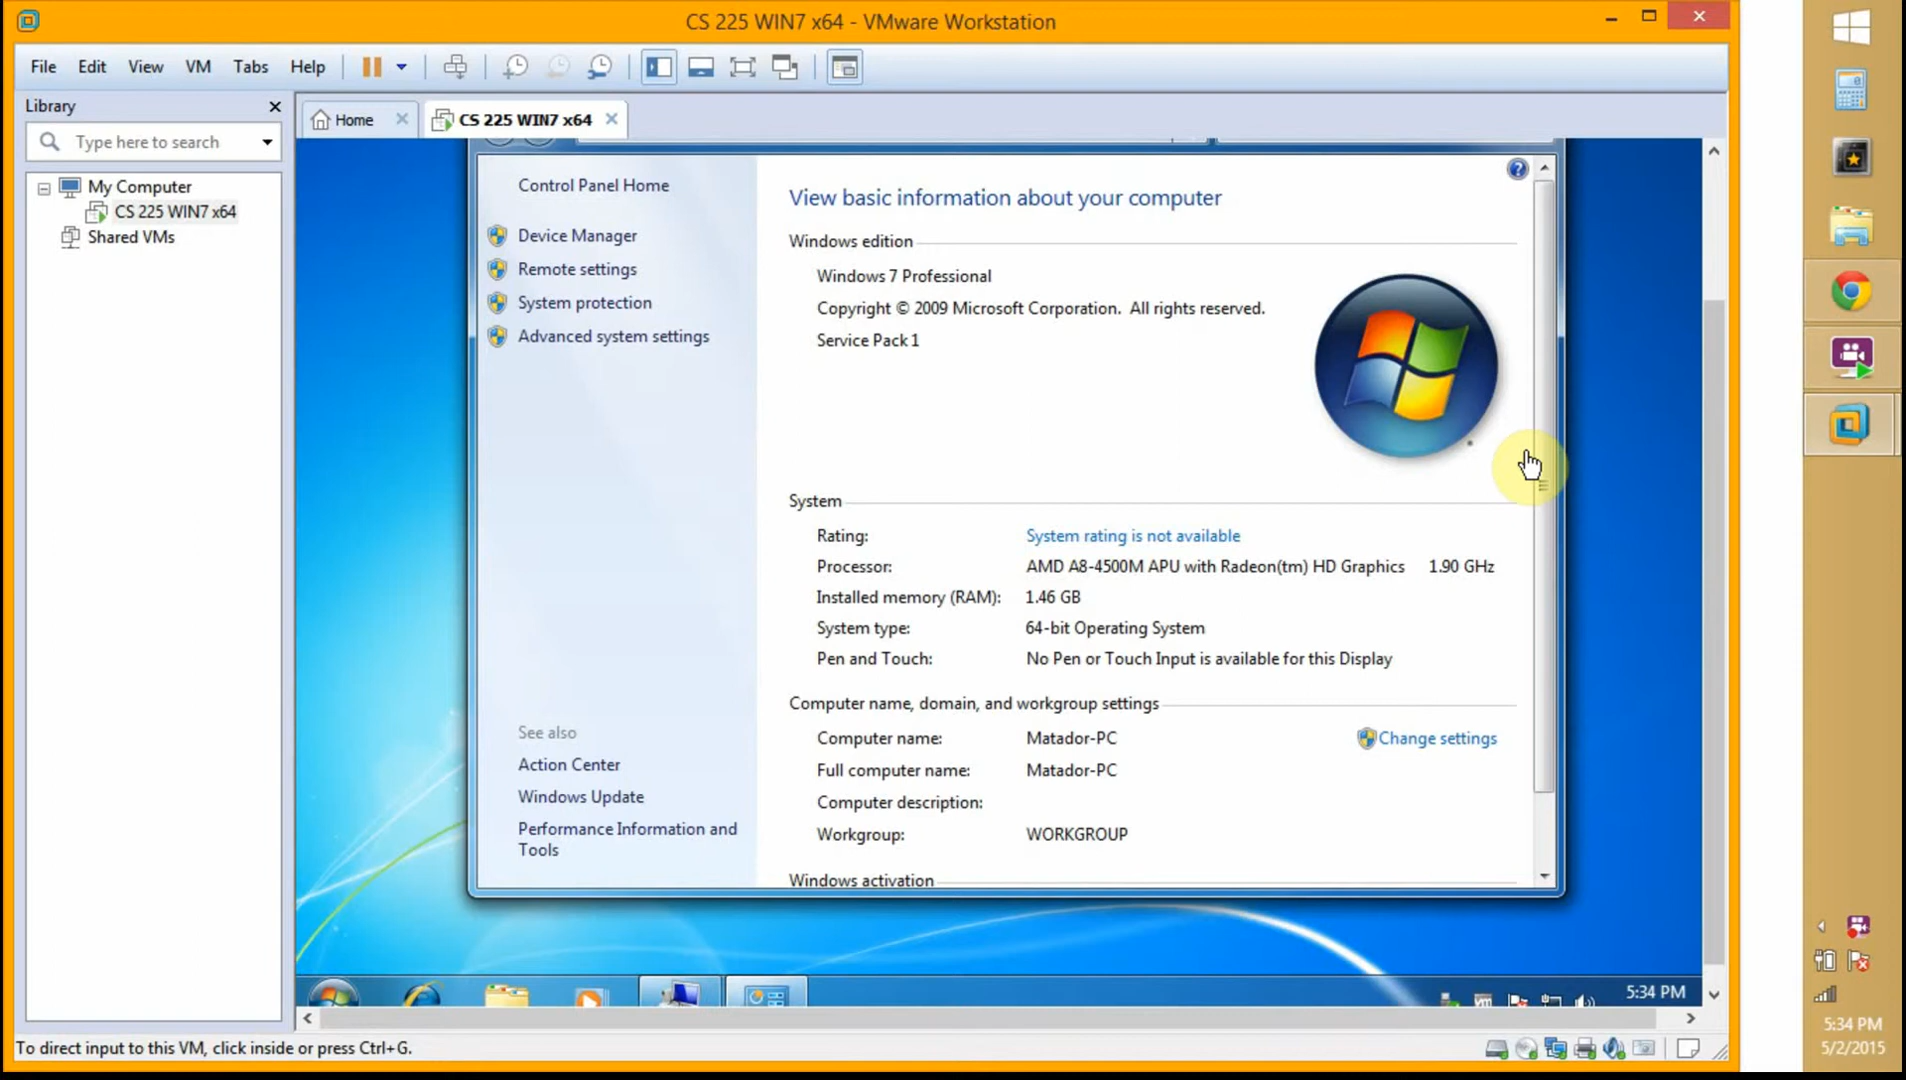 CS 225 WIN7 x64 - VMware Workstation
File Edit View VM Tabs Help
Library
Type here to search
My Computer
CS 225 WIN7 x64
Shared VMs
Home
CS 225 WIN7 x64
Control Panel Home
Device Manager
Remote settings
System protection
Advanced system settings
See also
Action Center
Windows Update
Performance Information and
Tools
View basic information about your computer
Windows edition
Windows 7 Professional
Copyright © 2009 Microsoft Corporation. All rights reserved.
Service Pack 1
System
Rating: System rating is not available
Processor: AMD A8-4500M APU with Radeon(tm) HD Graphics 1.90 GHz
Installed memory (RAM): 1.46 GB
System type: 64-bit Operating System
Pen and Touch: No Pen or Touch Input is available for this Display
Computer name, domain, and workgroup settings
Computer name: Matador-PC
Change settings
Full computer name: Matador-PC
Computer description:
Workgroup: WORKGROUP
Windows activation
5:34 PM
To direct input to this VM, click inside or press Ctrl+G.
5:34 PM
5/2/2015